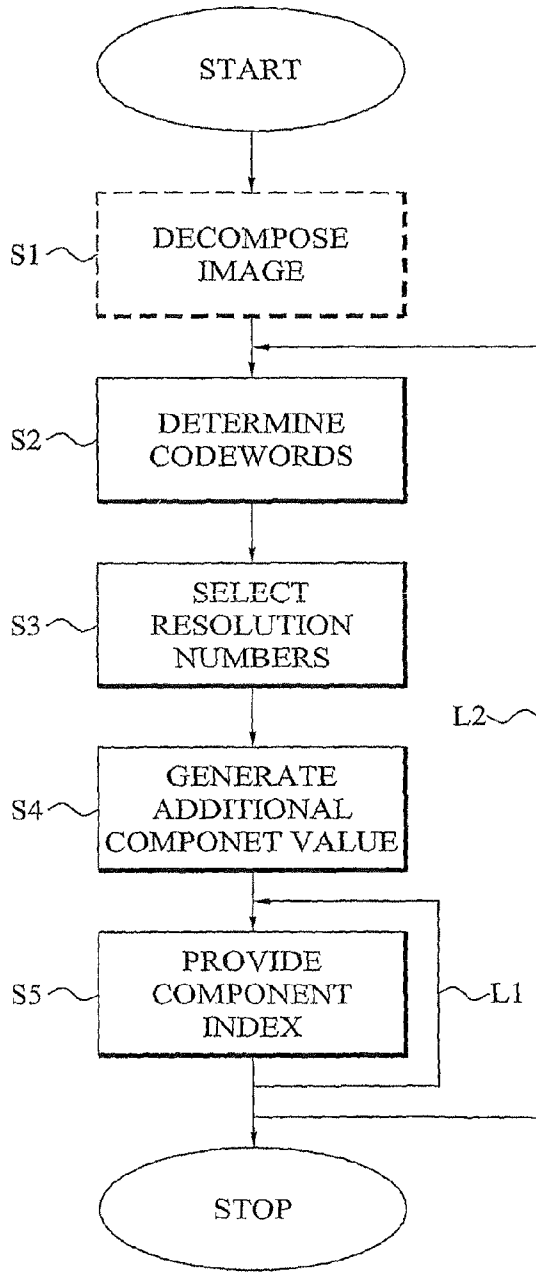 START
S1
DECOMPOSE
IMAGE
S2
DETERMINE
CODEWORDS
S3
SELECT
RESOLUTION
NUMBERS
L2
S4
GENERATE
ADDITIONAL
COMPONET VALUE
S5
PROVIDE
COMPONENT
INDEX
L1
STOP